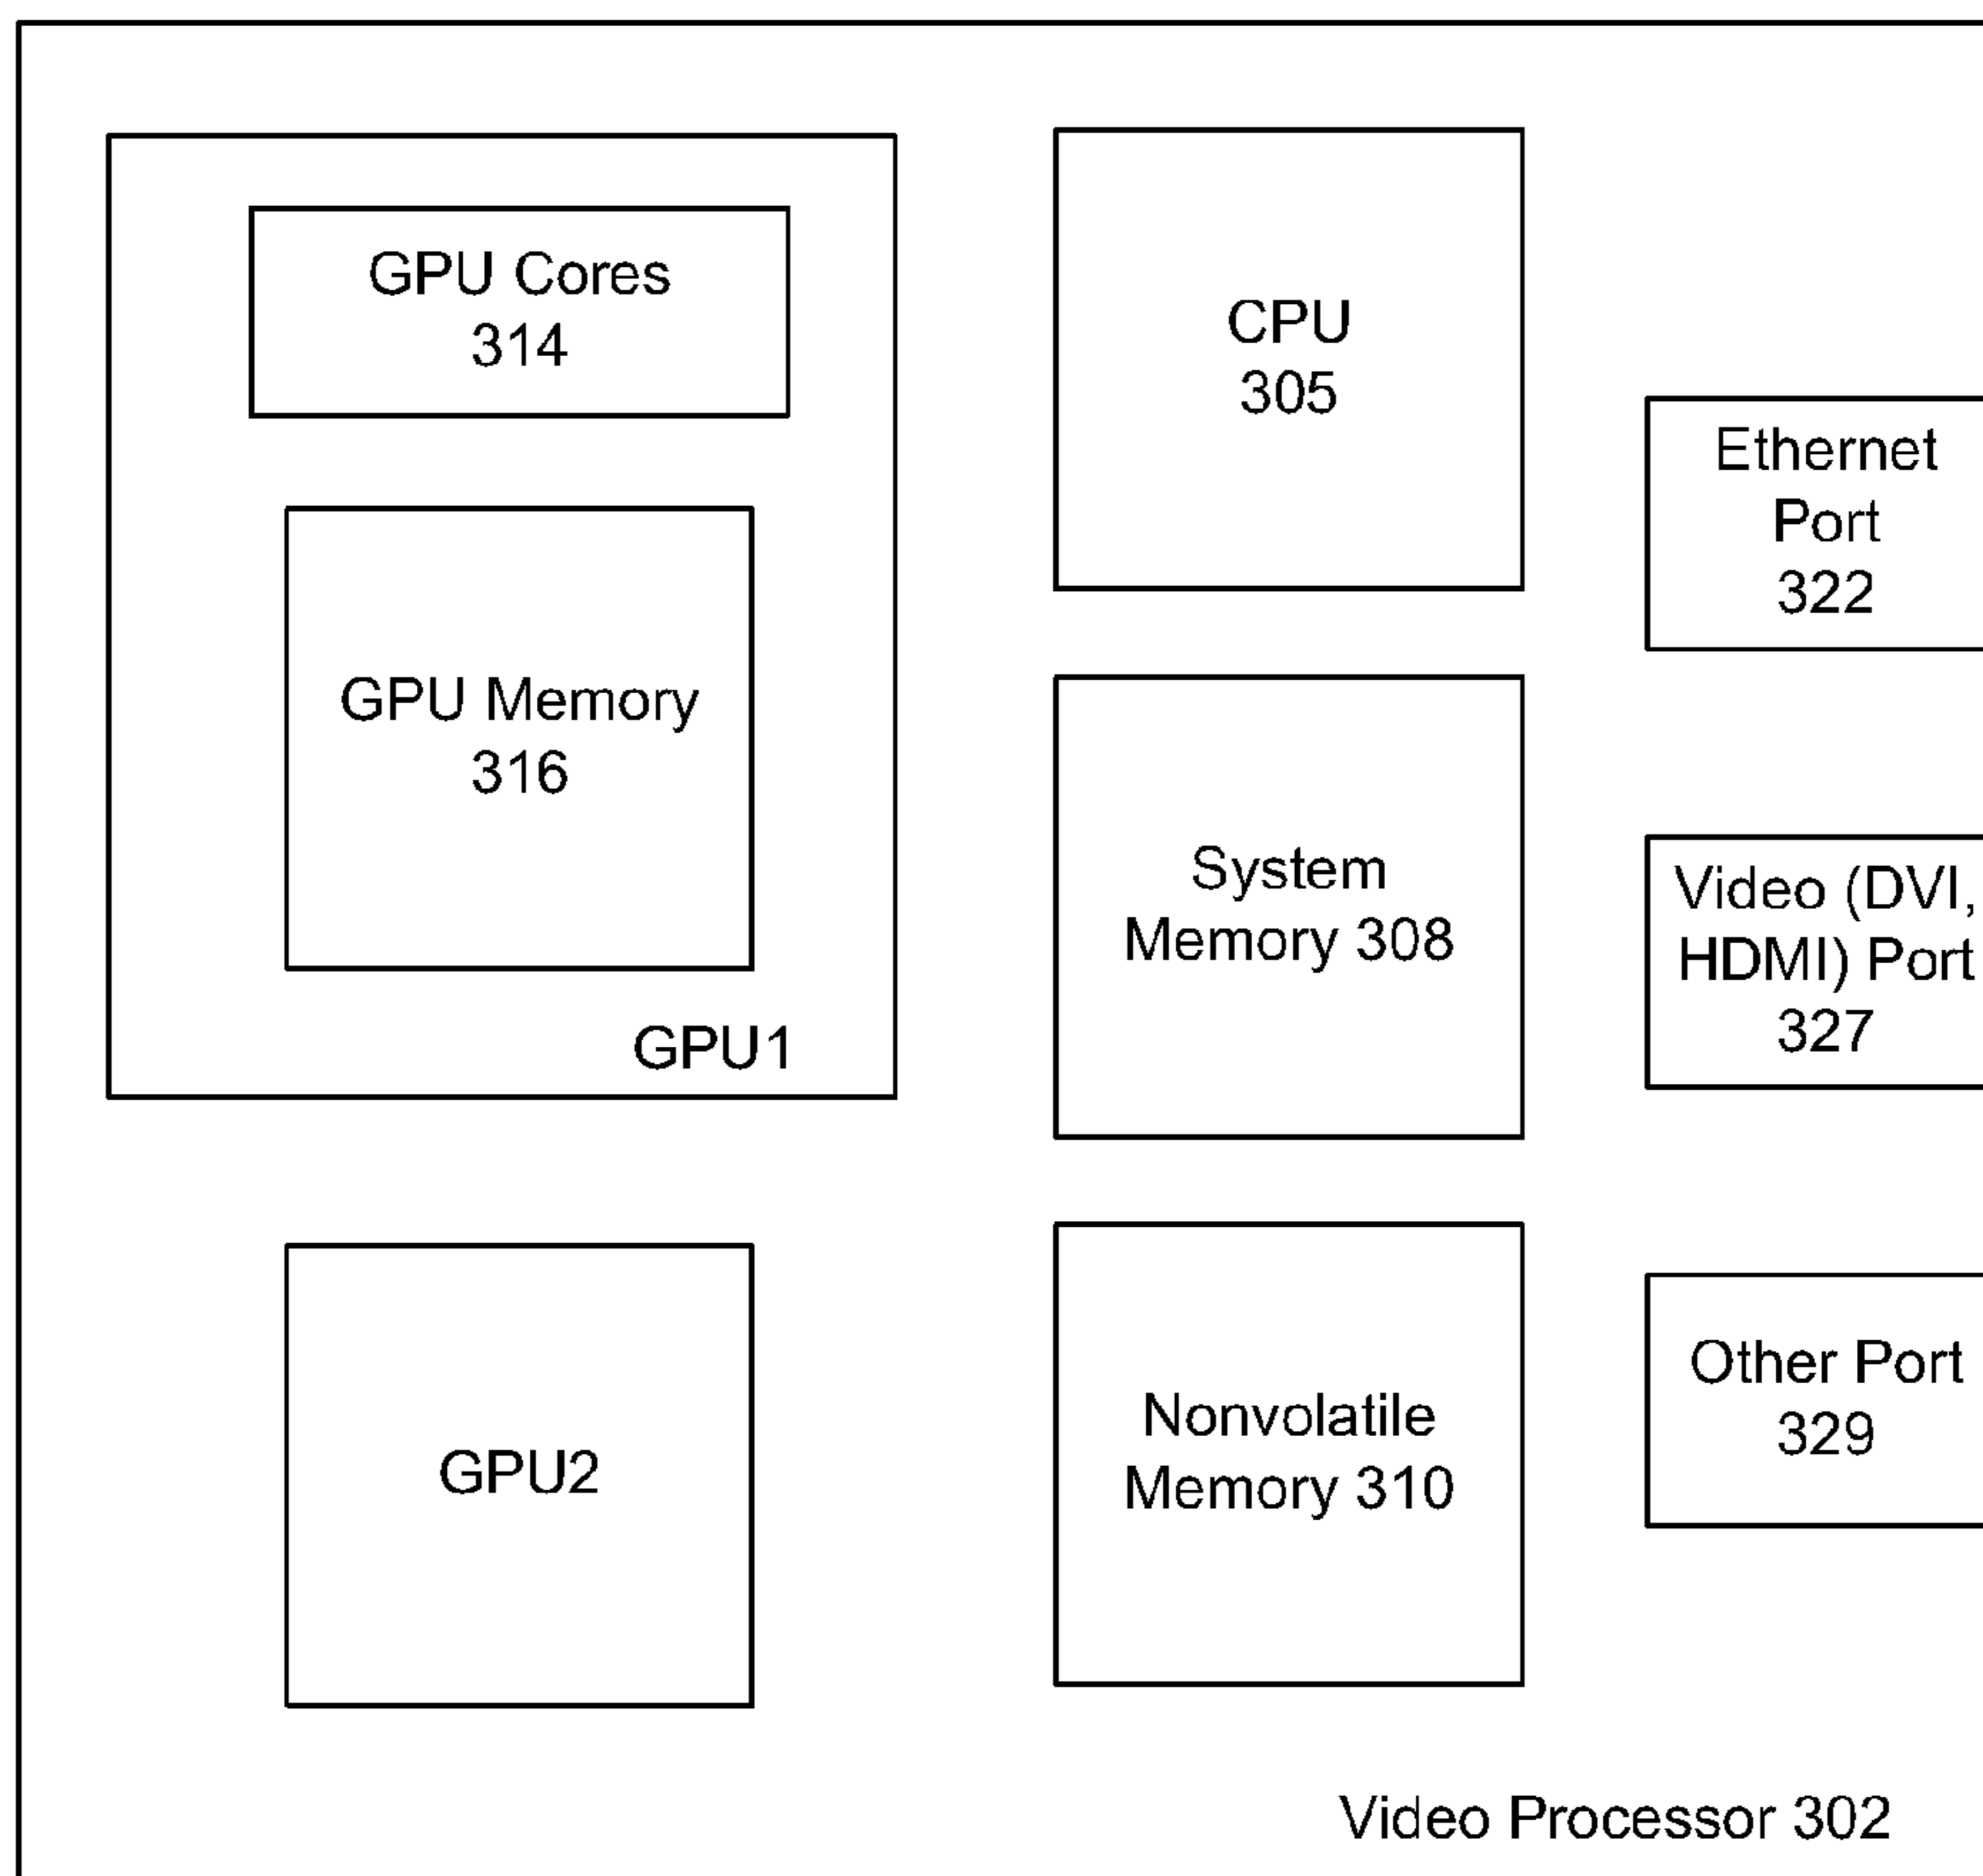 GPU Cores
314
GPU Memory
316
GPU1
GPU2
CPU
305
System
Memory 308
Nonvolatile
Memory 310
Ethernet
Port
322
Video (DVI,
HDMI) Port
327
Other Port
329
Video Processor 302